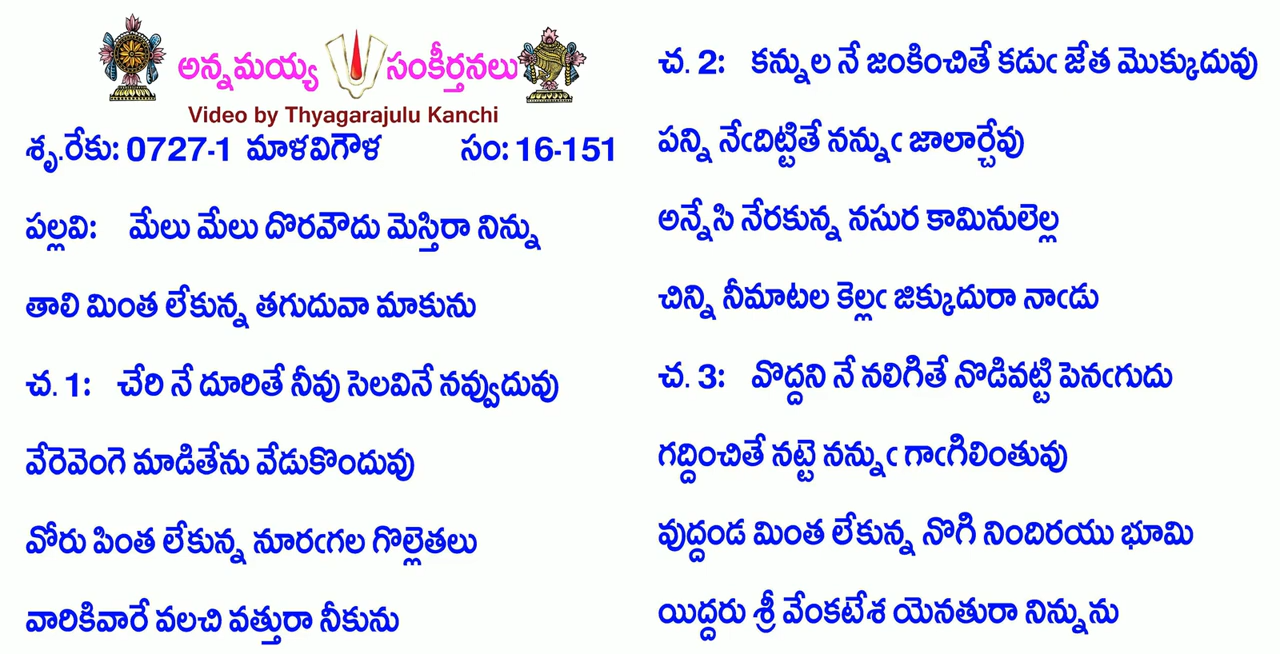 అన్నమయ్య సంకీర్తనలు
Video by Thyagarajulu Kanchi
శృ.రేకు: 0727-1 మాళవిగౌళ సం: 16-151
పల్లవి: మేలు మేలు దొరవౌదు మెస్తిరా నిన్ను
తాలి మింత లేకున్న తగుదువా మాకును
చ. 1: చేరి నే దూరితే నీవు సెలవినే నవ్వుదువు
వేరెవెంగె మాడితేను వేడుకొందువు
వోరు పింత లేకున్న నూరఁగల గొల్లెతలు
వారికివారే వలచి వత్తురా నీకును
చ. 2: కన్నుల నే జంకించితే కడుఁ జేత మొక్కుదువు
పన్ని నేఁదిట్టితే నన్నుఁ జాలార్చేవు
అన్నేసి నేరకున్న నసుర కామినులెల్ల
చిన్ని నీమాటల కెల్లఁ జిక్కుదురా నాఁడు
చ. 3: వొద్దని నే నలిగితే నొడివట్టి పెనఁగుదు
గద్దించితే నట్టె నన్నుఁ గాఁగిలింతువు
వుద్దండ మింత లేకున్న నొగి నిందిరయు భూమి
యిద్దరు శ్రీ వేంకటేశ యెనతురా నిన్నును